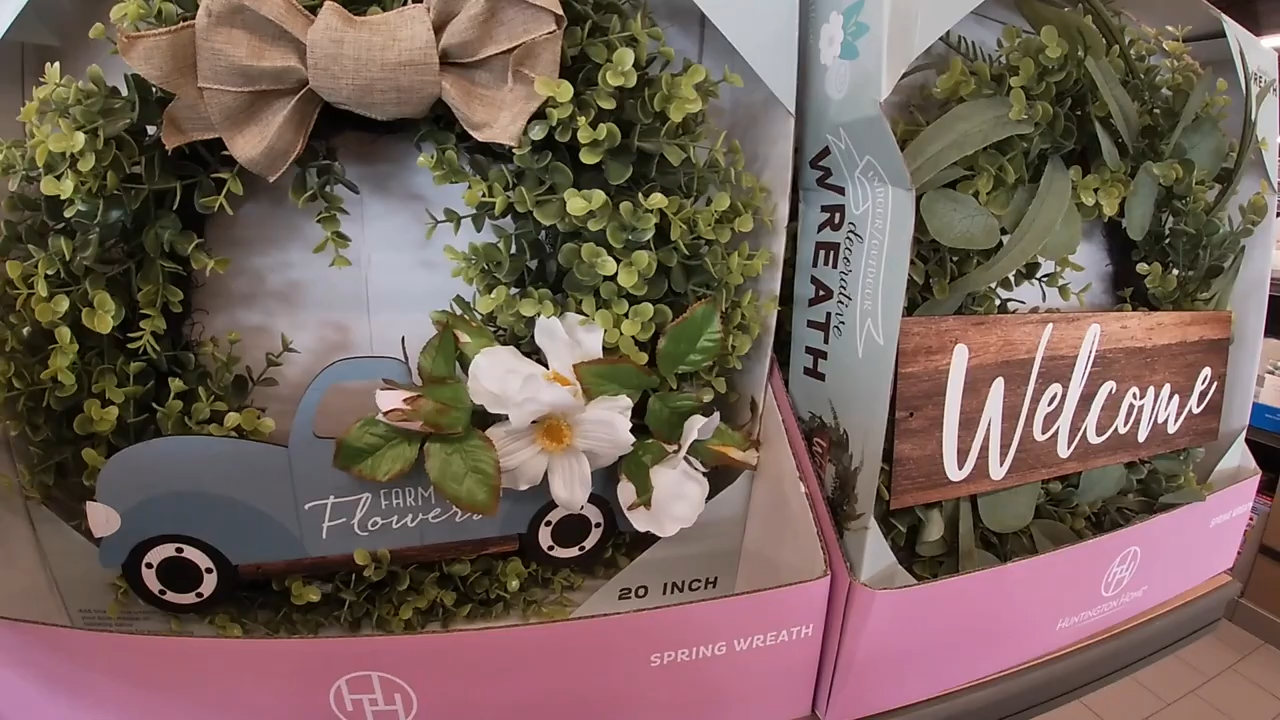 FARM
Flowers
20 INCH
SPRING WREATH
INDOOR/OUTDOOR
decorative
WREATH
Welcome
SPRING WREATH
HUNTINGTON HOME